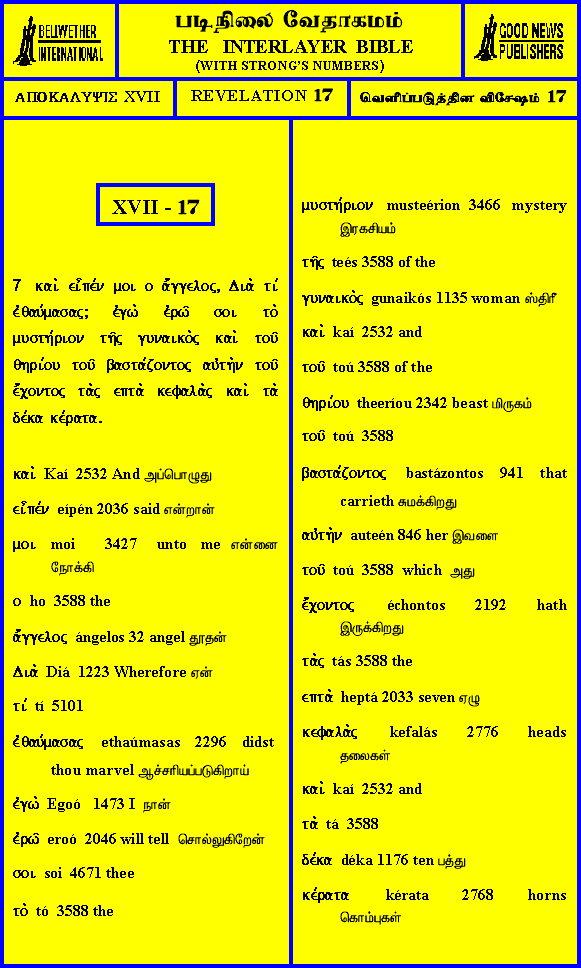 BELLWETHER
INTERNATIONAL
படிநிலை வேதாகமம்
THE INTERLAYER BIBLE
(WITH STRONG'S NUMBERS)
GOOD NEWS
PUBLISHERS
ΑΠΟΚΑΛΥΨΙΣ XVII
REVELATION 17
வெளிப்படுத்தின விசேஷம் 17
XVII - 17
7 καὶ εἶπέν μοι ο ἄγγελος, Διὰ τί
ἐθαύμασας; ἐγὼ ἐρῶ σοι τὸ
μυστήριον τῆς γυναικὸς καὶ τοῦ
θηρίου τοῦ βαστάζοντος αὐτὴν τοῦ
ἔχοντος τὰς επτὰ κεφαλὰς καὶ τὰ
δέκα κέρατα.
καὶ Kaí 2532 And அப்பொழுது
εἶπέν eípén 2036 said என்றான்
μοι moi 3427 unto me என்னை
நோக்கி
ο ho 3588 the
ἄγγελος ángelos 32 angel தூதன்
Διὰ Diá 1223 Wherefore ஏன்
τί tí 5101
ἐθαύμασας ethaúmasas 2296 didst
thou marvel ஆச்சரியப்படுகிறாய்
ἐγὼ Egoó 1473 I நான்
ἐρῶ eroó 2046 will tell சொல்லுகிறேன்
σοι soi 4671 thee
τὸ tó 3588 the
μυστήριον musteérion 3466 mystery
இரகசியம்
τῆς teés 3588 of the
γυναικὸς gunaikós 1135 woman ஸ்திரீ
καὶ kaí 2532 and
τοῦ toú 3588 of the
θηρίου theeríou 2342 beast மிருகம்
τοῦ toú 3588
βαστάζοντος bastázontos 941 that
carrieth சுமக்கிறது
αὐτὴν auteén 846 her இவளை
τοῦ toú 3588 which அது
ἔχοντος échontos 2192 hath
இருக்கிறது
τὰς tás 3588 the
επτὰ heptá 2033 seven ஏழு
κεφαλὰς kefalás 2776 heads
தலைகள்
καὶ kaí 2532 and
τὰ tá 3588
δέκα déka 1176 ten பத்து
κέρατα kérata 2768 horns
கொம்புகள்